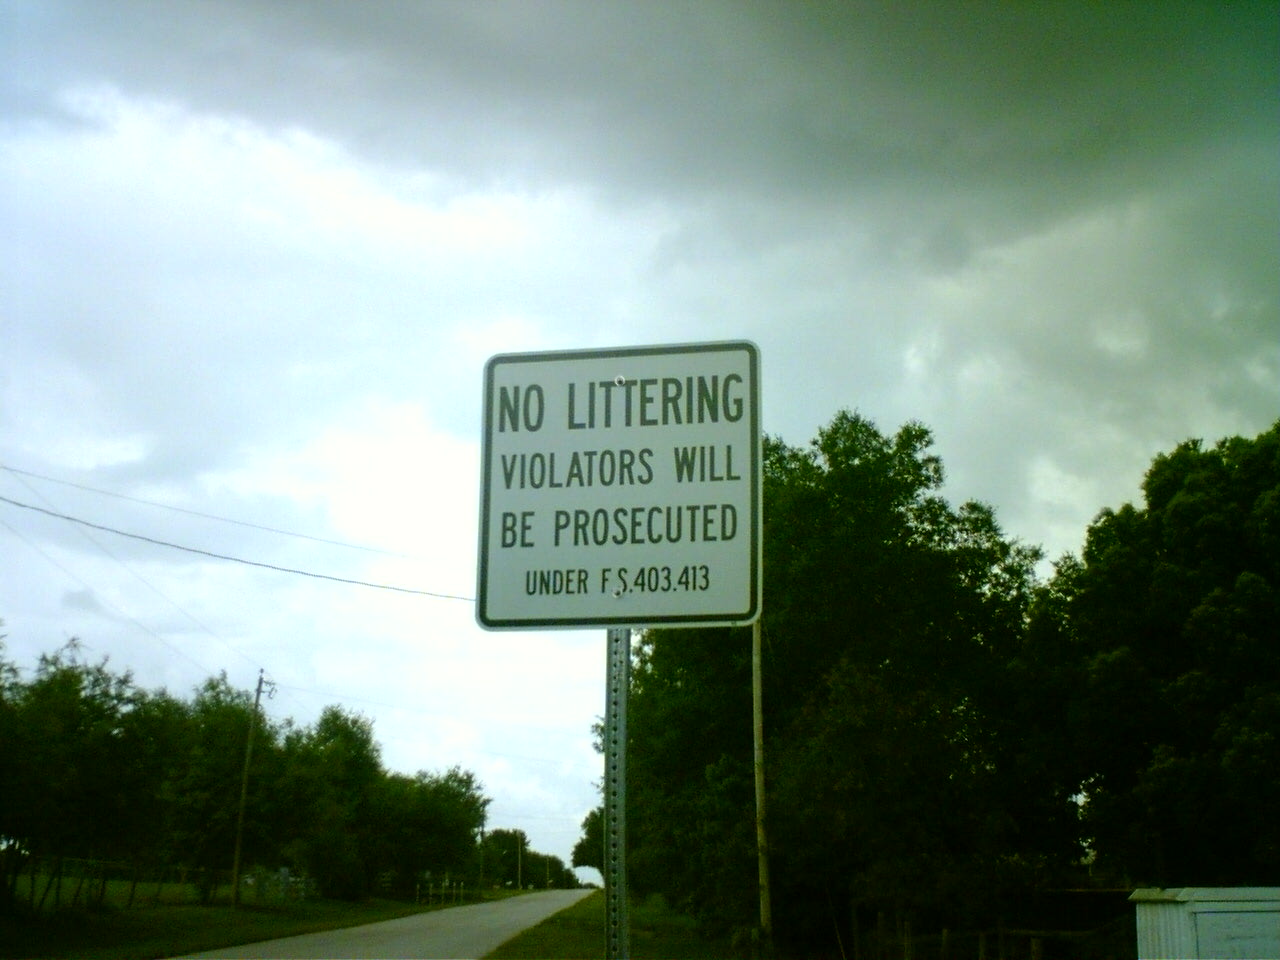 NO LITTERING
VIOLATORS WILL
BE PROSECUTED
UNDER F.S.403.413